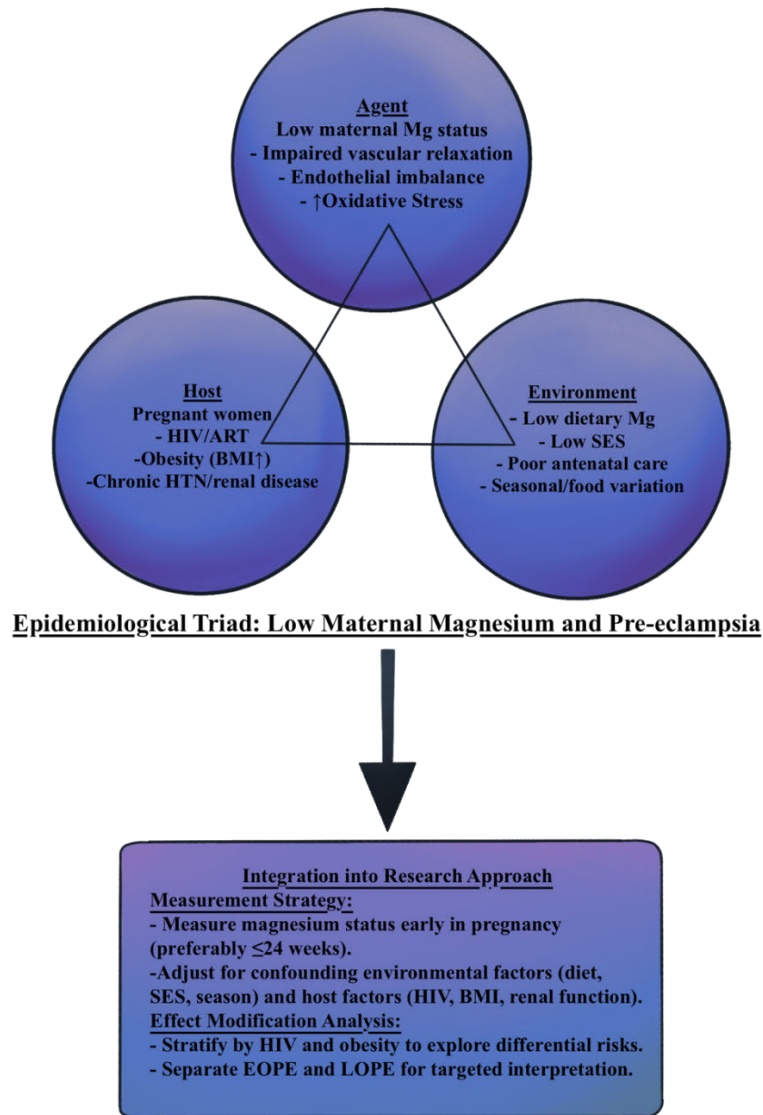 Agent
Low maternal Mg status
- Impaired vascular relaxation
- Endothelial imbalance
- ↑Oxidative Stress
Host
Pregnant women
- HIV/ART
-Obesity (BMI↑)
-Chronic HTN/renal disease
Environment
- Low dietary Mg
- Low SES
- Poor antenatal care
- Seasonal/food variation
Epidemiological Triad: Low Maternal Magnesium and Pre-eclampsia
Integration into Research Approach
Measurement Strategy:
- Measure magnesium status early in pregnancy
(preferably ≤24 weeks).
-Adjust for confounding environmental factors (diet,
SES, season) and host factors (HIV, BMI, renal function).
Effect Modification Analysis:
- Stratify by HIV and obesity to explore differential risks.
- Separate EOPE and LOPE for targeted interpretation.